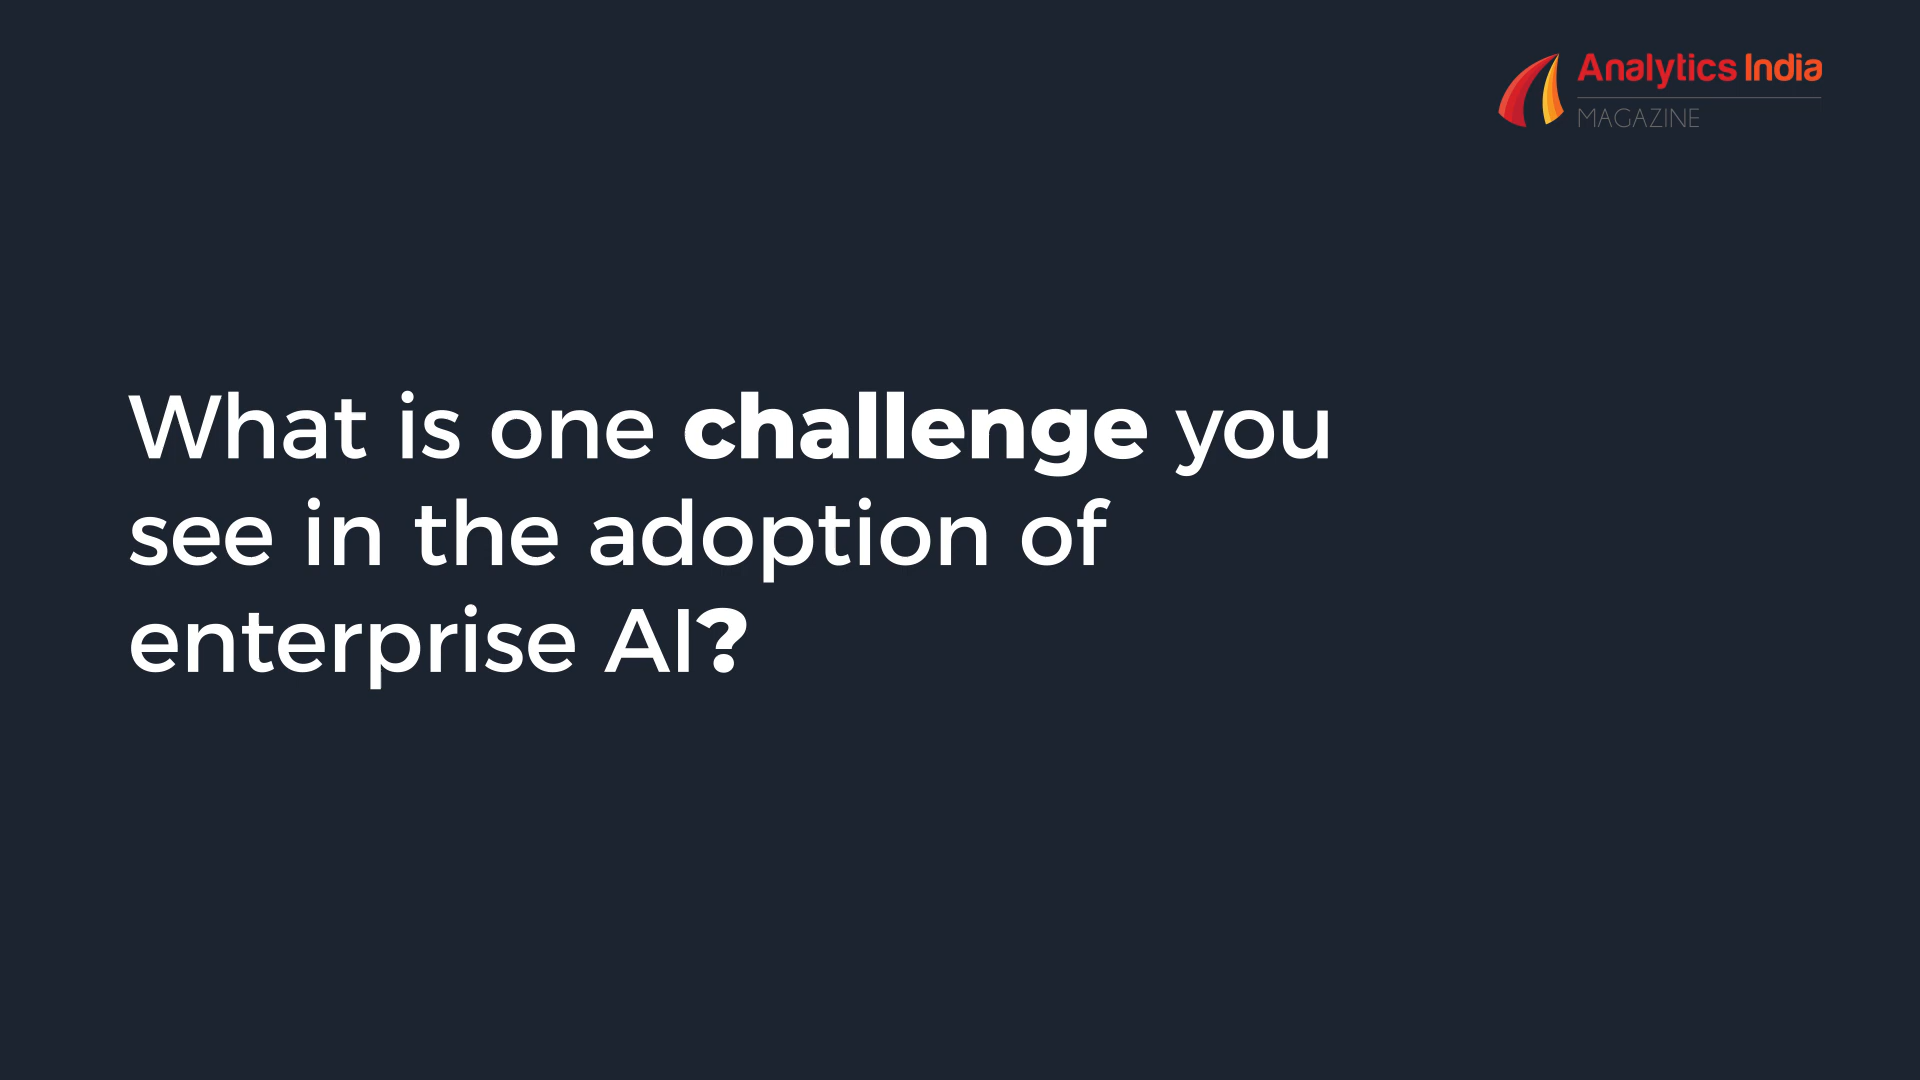 Analytics India
MAGAZINE
What is one challenge you
see in the adoption of
enterprise AI?